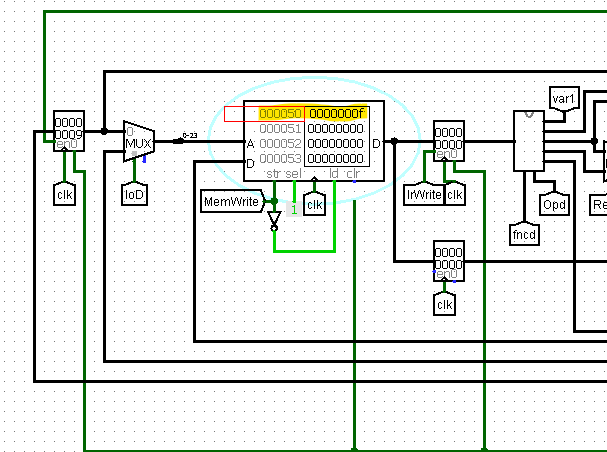 var1
0000
0009
en0
clk
0
MUX
IoD
0-23
000050 0000000f
000051 00000000
000052 00000000
000053 00000000
A
D
D
str sel ld clr
MemWrite
1
clk
0000
0000
en0
IrWrite
clk
0000
0000
en0
clk
fncd
Opd
Re